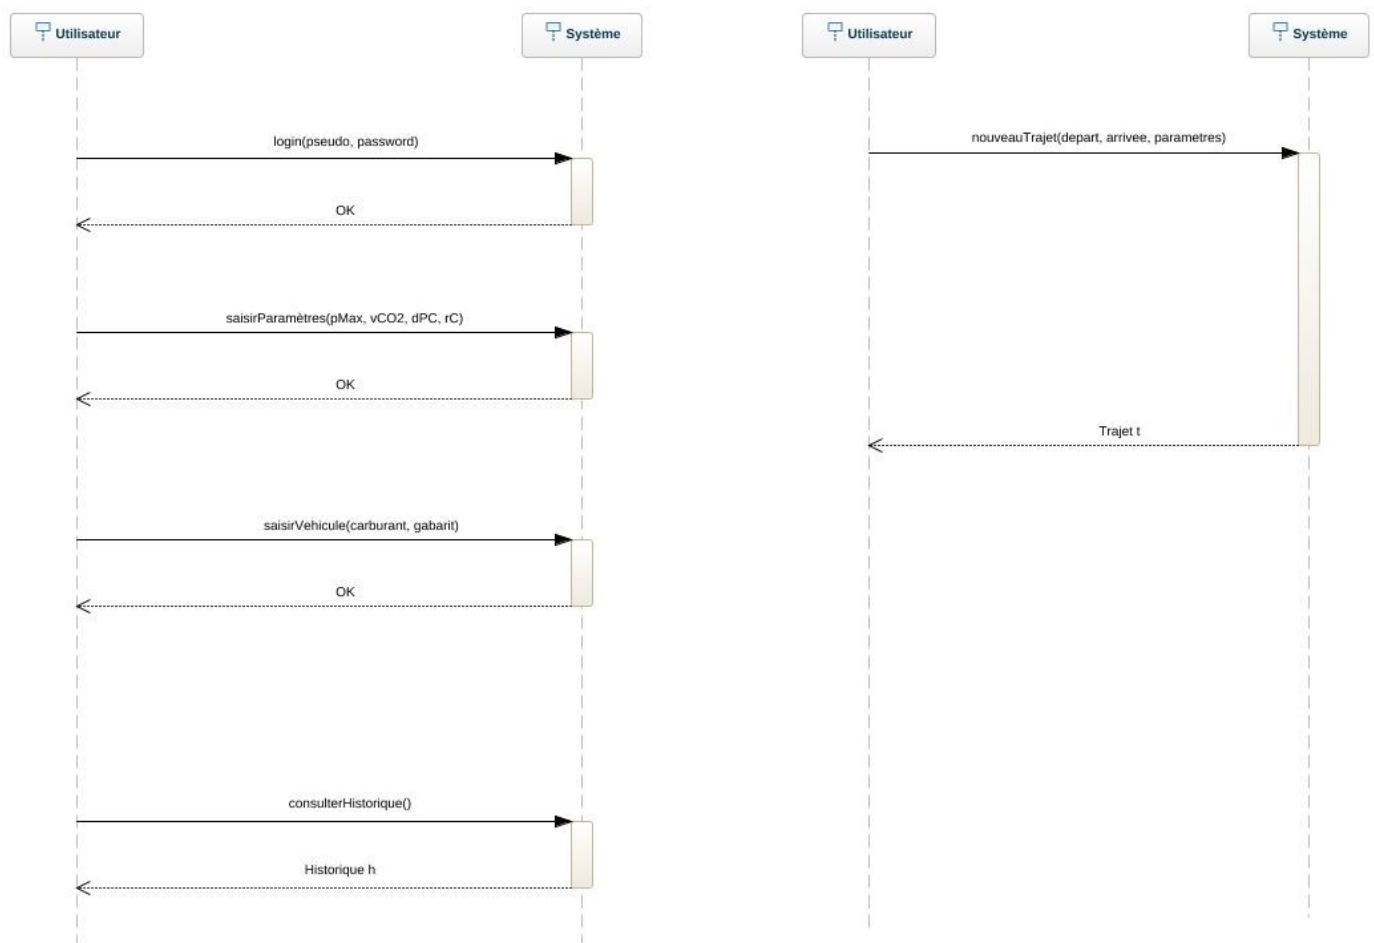 Utilisateur
Système
login(pseudo, password)
OK
saisirParamètres(pMax, vCO2, dPC, rC)
OK
saisirVehicule(carburant, gabarit)
OK
consulterHistorique()
Historique h
Utilisateur
Système
nouveauTrajet(depart, arrivee, parametres)
Trajet t